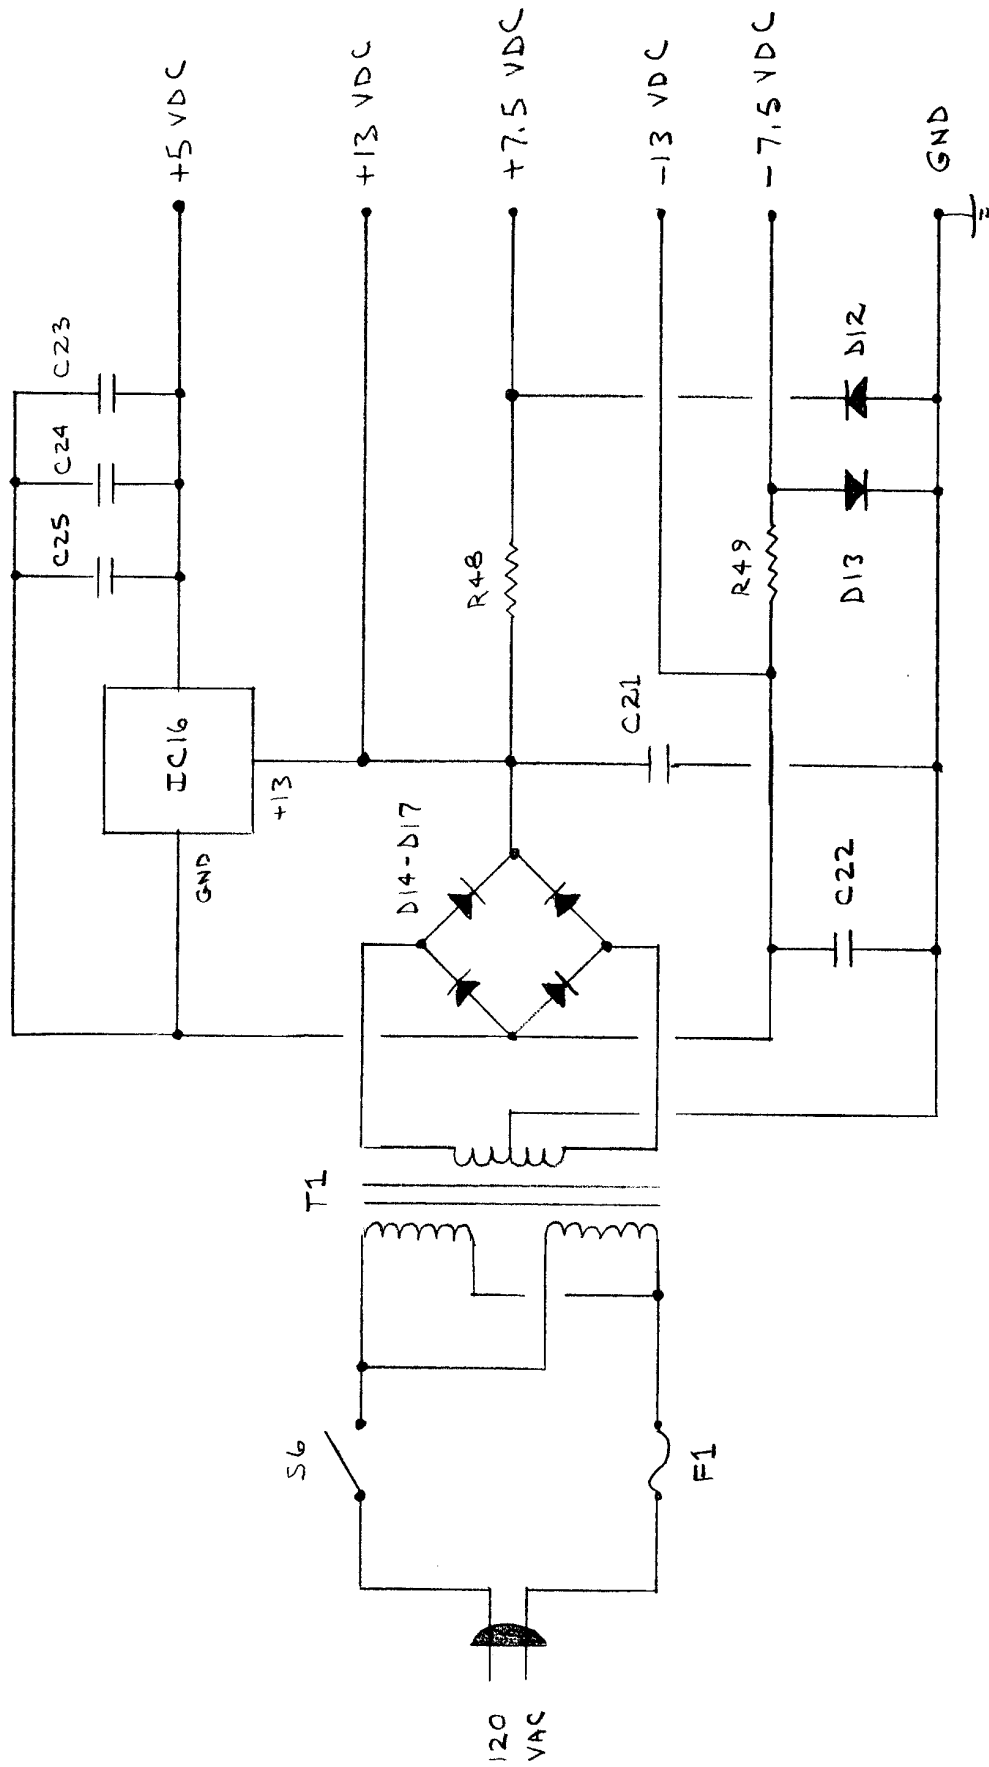 120
VAC
S6
F1
T1
D14-D17
GND
IC16
+13
C25
C24
C23
C21
C22
R48
R49
D13
D12
+5 VDC
+13 VDC
+7.5 VDC
-13 VDC
-7.5 VDC
GND